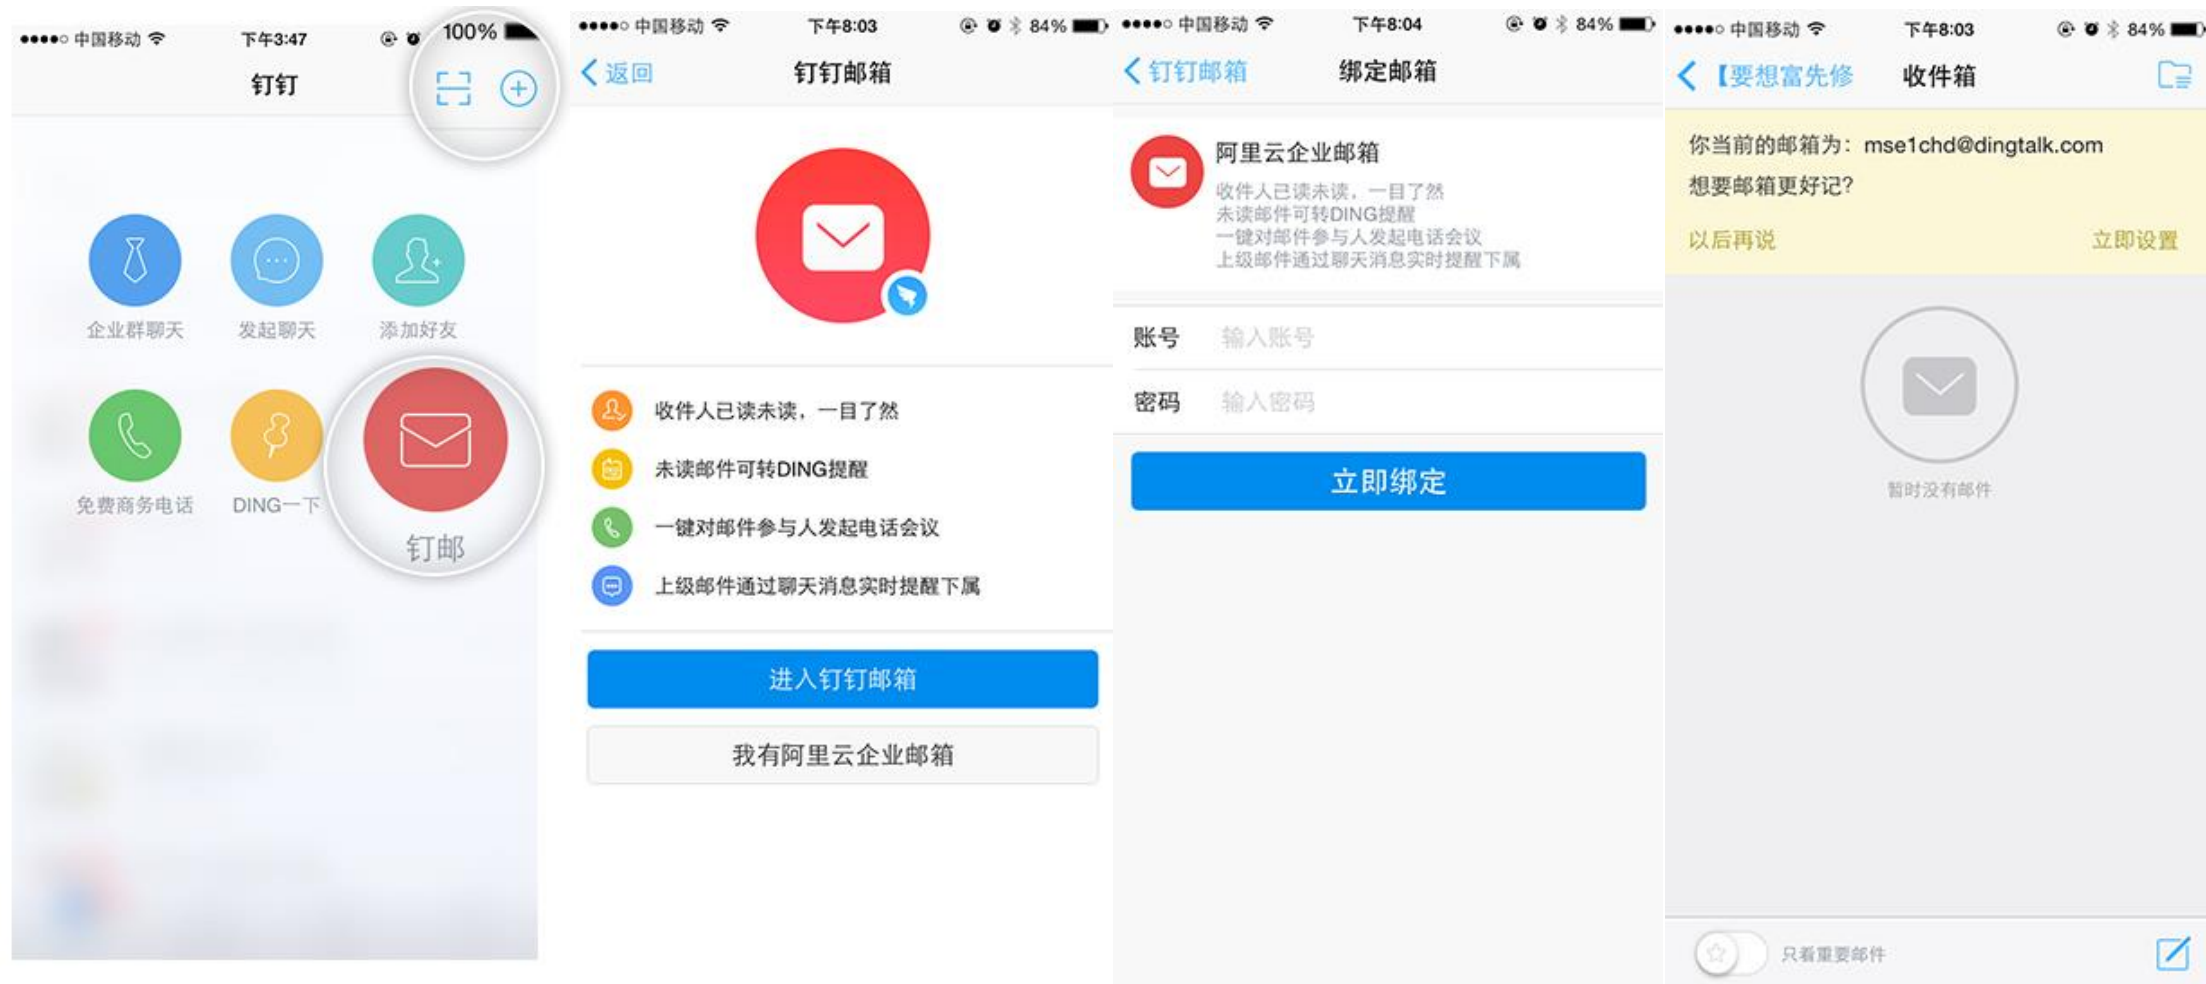 中国移动
下午3:47
100%
钉钉
企业群聊天
发起聊天
添加好友
免费商务电话
DING一下
钉邮
中国移动
下午8:03
84%
返回
钉钉邮箱
收件人已读未读，一目了然
未读邮件可转DING提醒
一键对邮件参与人发起电话会议
上级邮件通过聊天消息实时提醒下属
进入钉钉邮箱
我有阿里云企业邮箱
中国移动
下午8:04
84%
钉钉邮箱
绑定邮箱
阿里云企业邮箱
收件人已读未读，一目了然
未读邮件可转DING提醒
一键对邮件参与人发起电话会议
上级邮件通过聊天消息实时提醒下属
账号 输入账号
密码 输入密码
立即绑定
中国移动
下午8:03
84%
【要想富先修
收件箱
你当前的邮箱为：mse1chd@dingtalk.com
想要邮箱更好记?
以后再说
立即设置
暂时没有邮件
只看重要邮件